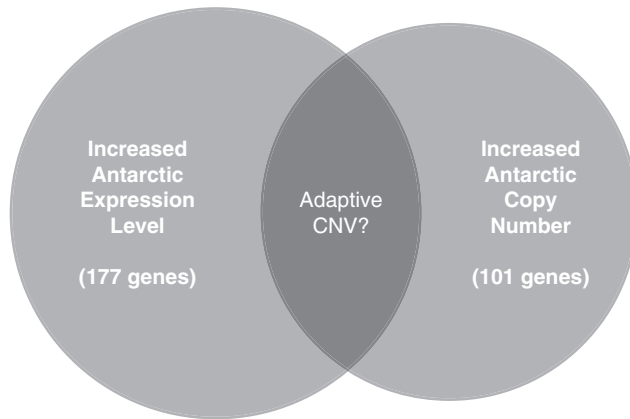 Increased
Antarctic
Expression
Level
(177 genes)
Adaptive
CNV?
Increased
Antarctic
Copy
Number
(101 genes)